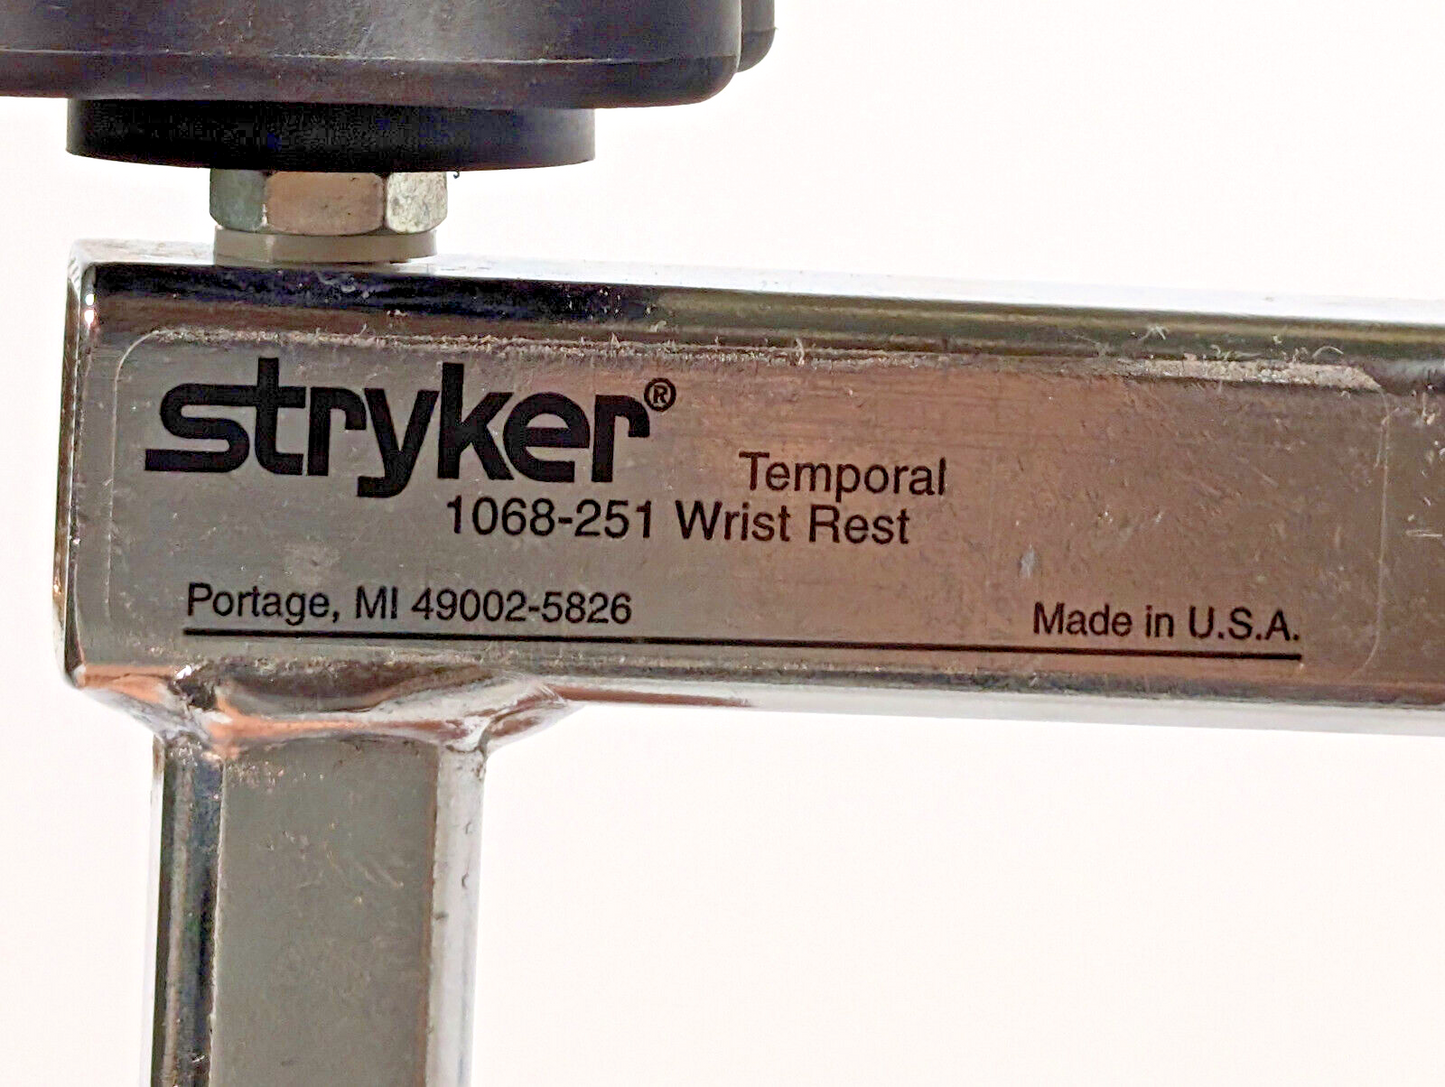 stryker®
Temporal
1068-251 Wrist Rest
Portage, MI 49002-5826
Made in U.S.A.